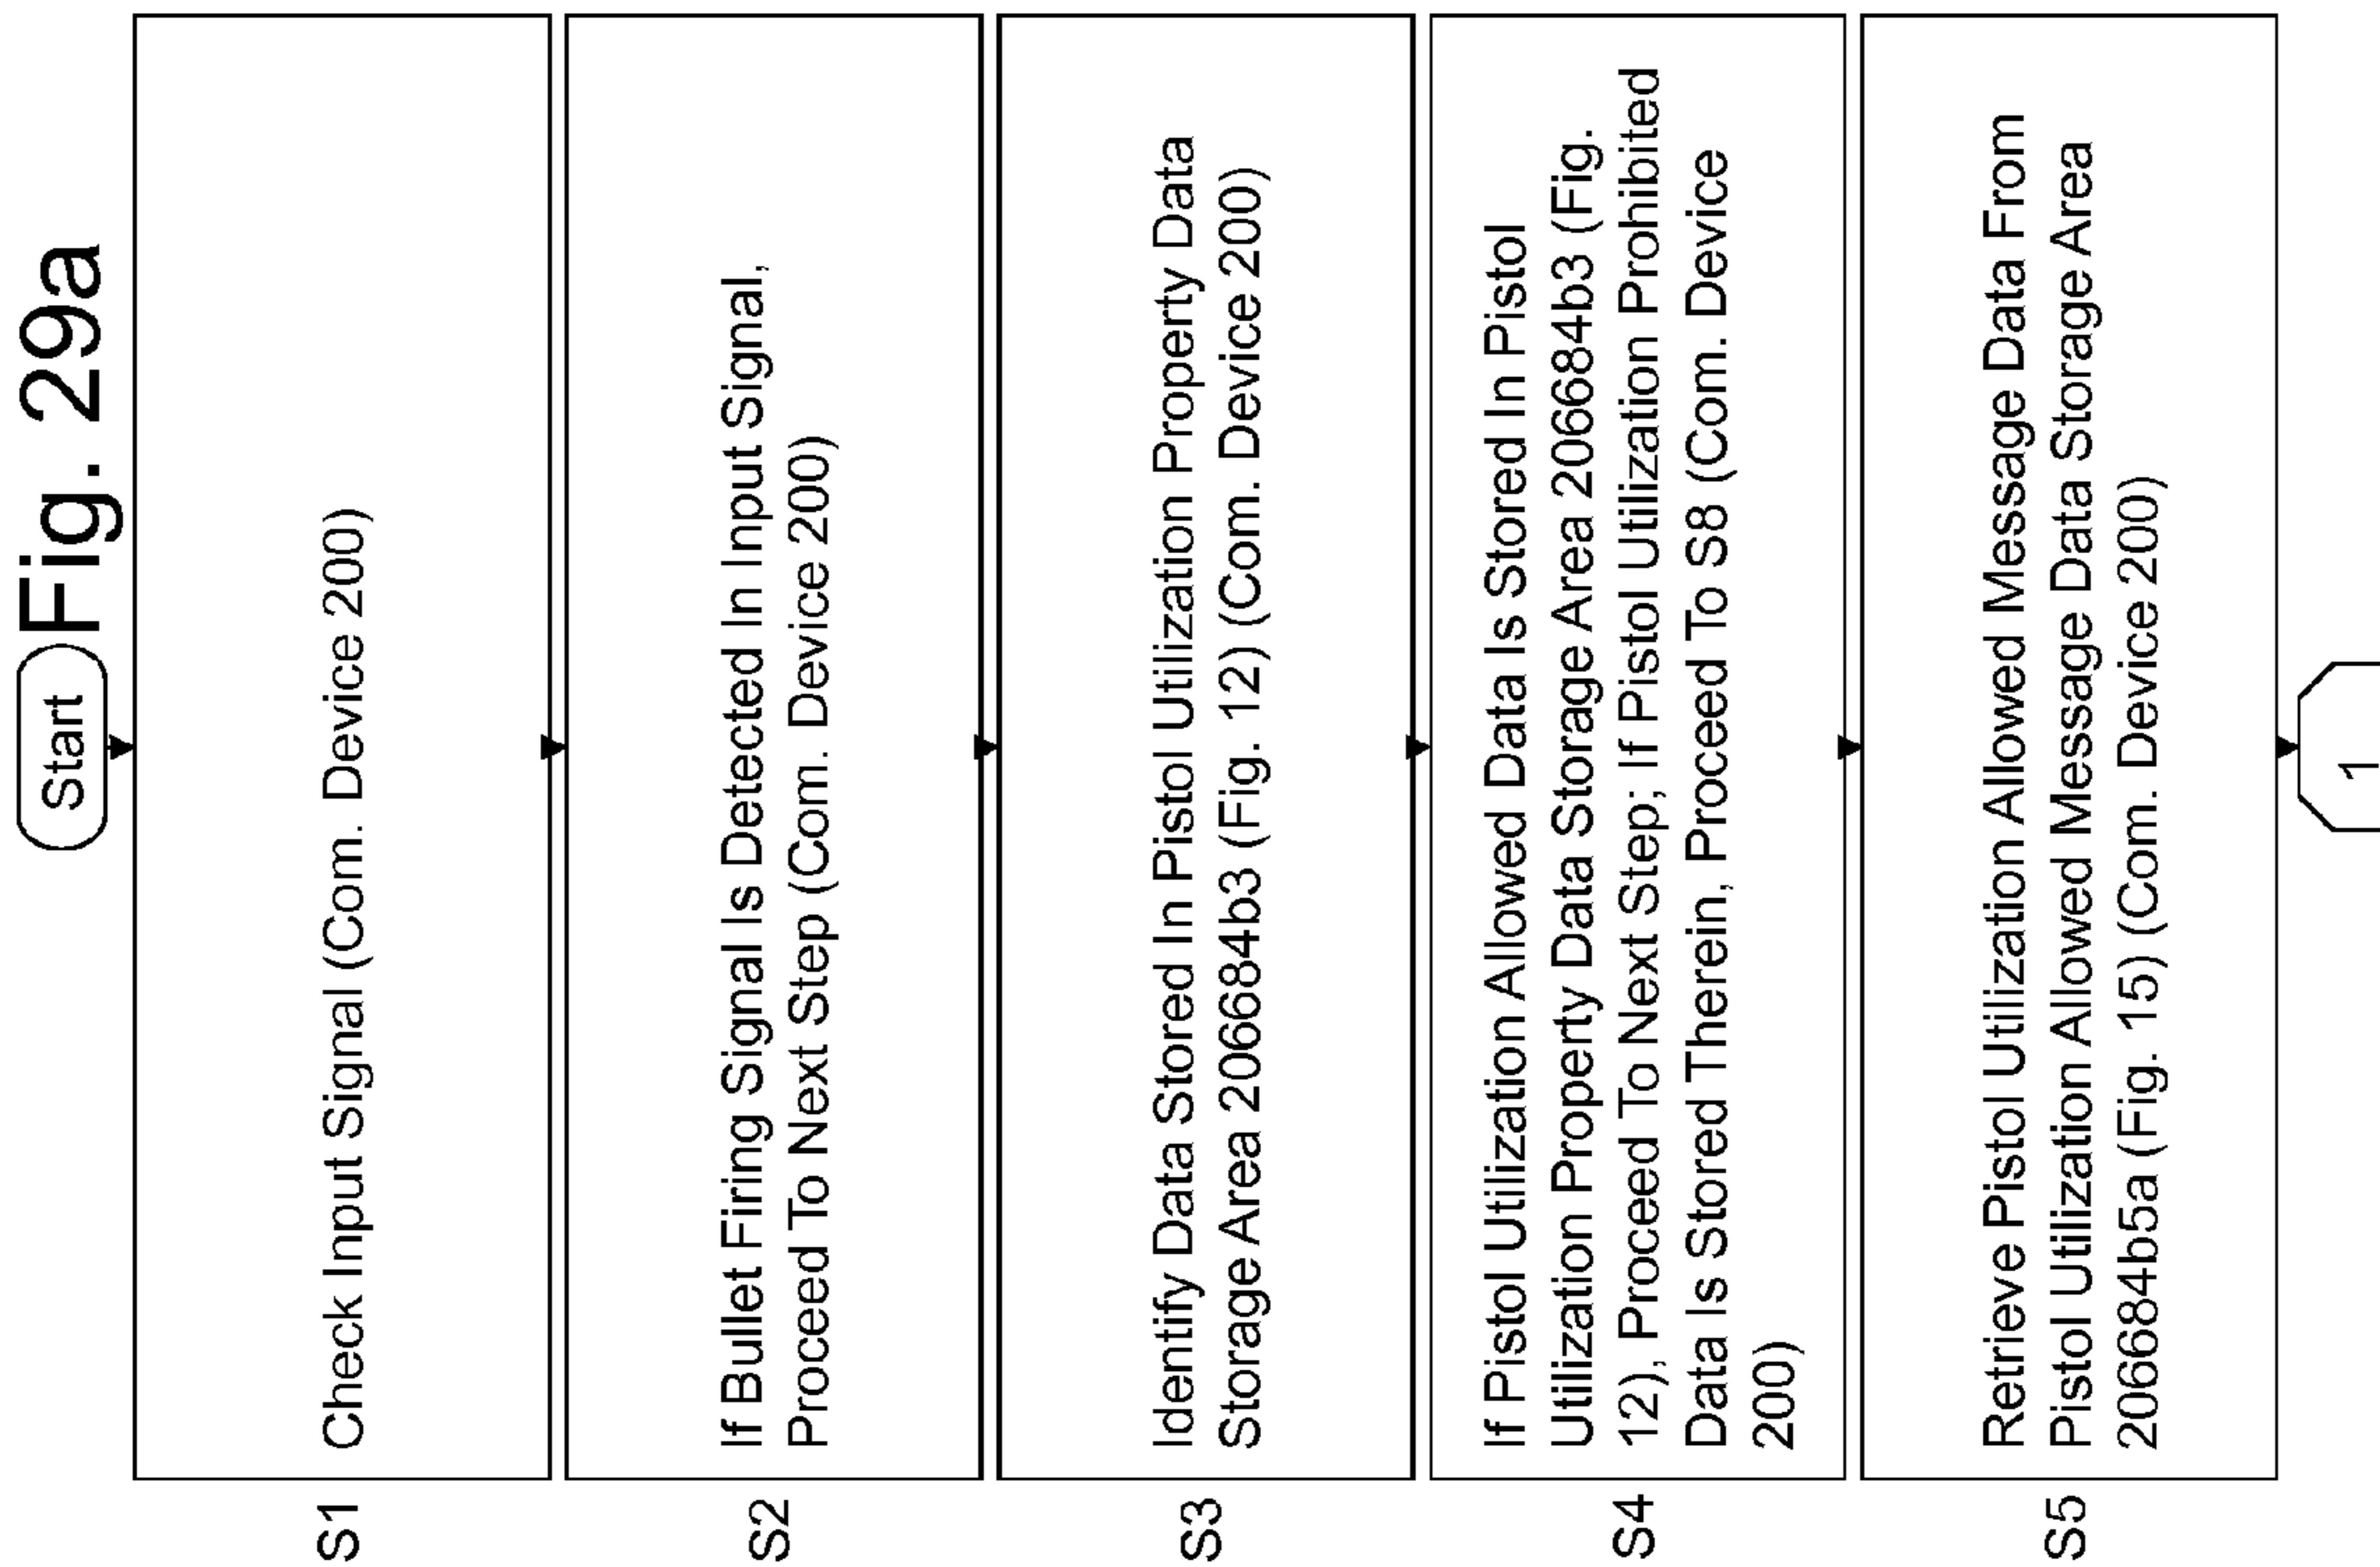 Fig. 29a
Start
S1
Check Input Signal (Com. Device 200)
S2
If Bullet Firing Signal Is Detected In Input Signal,
Proceed To Next Step (Com. Device 200)
S3
Identify Data Stored In Pistol Utilization Property Data
Storage Area 206684b3 (Fig. 12) (Com. Device 200)
S4
If Pistol Utilization Allowed Data Is Stored In Pistol
Utilization Property Data Storage Area 206684b3 (Fig.
12), Proceed To Next Step; If Pistol Utilization Prohibited
Data Is Stored Therein, Proceed To S8 (Com. Device
200)
S5
Retrieve Pistol Utilization Allowed Message Data From
Pistol Utilization Allowed Message Data Storage Area
206684b5a (Fig. 15) (Com. Device 200)
1